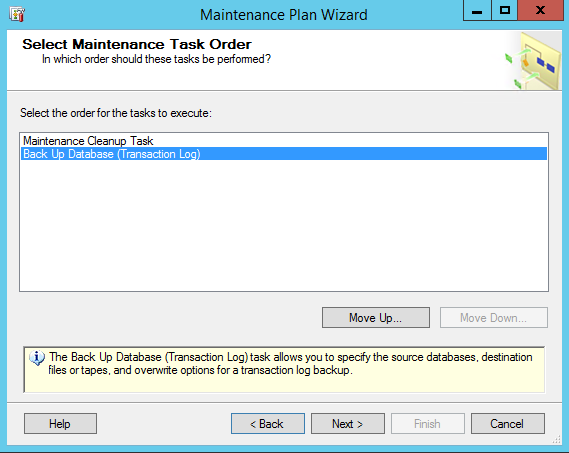 Maintenance Plan Wizard
Select Maintenance Task Order
In which order should these tasks be performed?
Select the order for the tasks to execute:
Maintenance Cleanup Task
Back Up Database (Transaction Log)
Move Up...
Move Down...
The Back Up Database (Transaction Log) task allows you to specify the source databases, destination
files or tapes, and overwrite options for a transaction log backup.
Help
< Back
Next >
Finish
Cancel